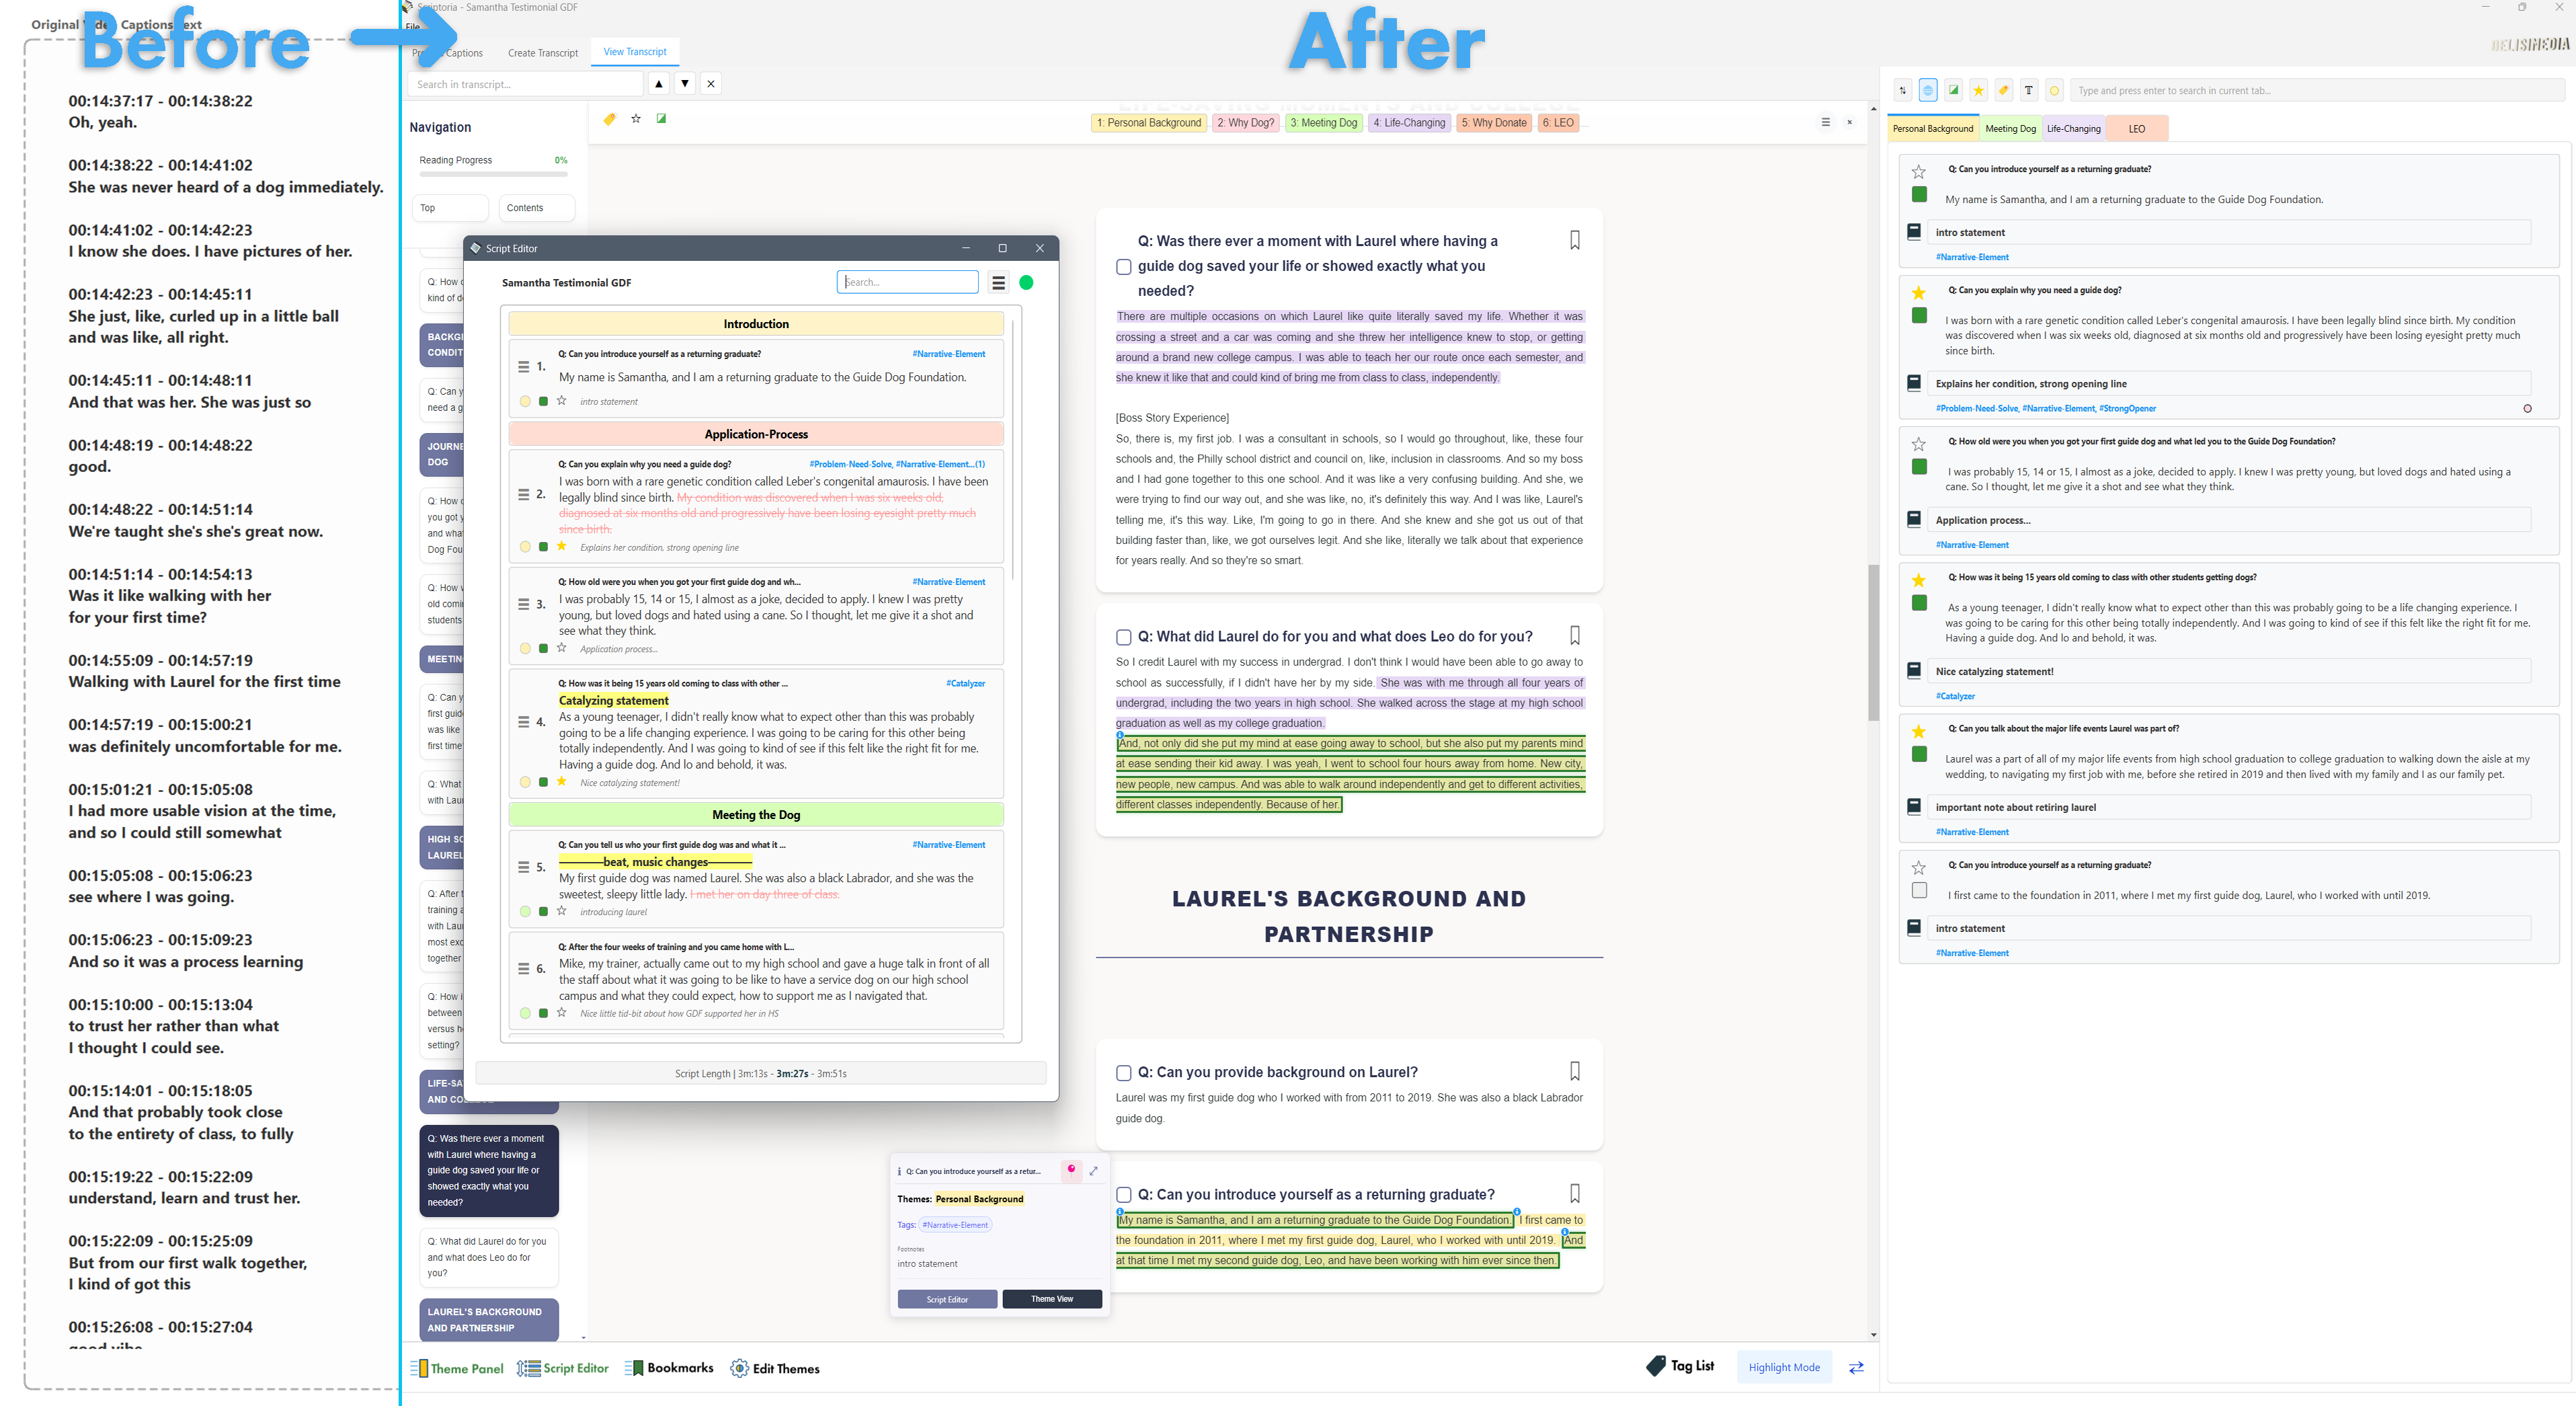 Original Captions Text
Before
After
00:14:37:17 - 00:14:38:22
Oh, yeah.
00:14:38:22 - 00:14:41:02
She was never heard of a dog immediately.
00:14:41:02 - 00:14:42:23
I know she does. I have pictures of her.
00:14:42:23 - 00:14:45:11
She just, like, curled up in a little ball
and was like, all right.
00:14:45:11 - 00:14:48:11
And that was her. She was just so
00:14:48:19 - 00:14:48:22
good.
00:14:48:22 - 00:14:51:14
We're taught she's she's great now.
00:14:51:14 - 00:14:54:13
Was it like walking with her
for your first time?
00:14:55:09 - 00:14:57:19
Walking with Laurel for the first time
00:14:57:19 - 00:15:00:21
was definitely uncomfortable for me.
00:15:01:21 - 00:15:05:08
I had more usable vision at the time,
and so I could still somewhat
00:15:05:08 - 00:15:06:23
see where I was going.
00:15:06:23 - 00:15:09:23
And so it was a process learning
00:15:10:00 - 00:15:13:04
to trust her rather than what
I thought I could see.
00:15:14:01 - 00:15:18:05
And that probably took close
to the entirety of class, to fully
00:15:19:22 - 00:15:22:09
understand, learn and trust her.
00:15:22:09 - 00:15:25:09
But from our first walk together,
I kind of got this
00:15:26:08 - 00:15:27:04
good vibe
Scriptoria - Samantha Testimonial GDF
File
Captions
Create Transcript
View Transcript
DELISIMEDIA
Search in transcript...
Navigation
Reading Progress 0%
Top
Contents
Q: How
kind of d
BACKG
CONDIT
Q: Can y
need a g
JOURNE
DOG
Q: How
you got y
and wha
Dog Fou
Q: How
old comi
students
MEETIN
Q: Can y
first guid
was like
first time
Q: What
with Lau
HIGH SC
LAUREL
Q: After t
training a
with Lau
most exc
together
Q: How i
between
versus h
setting?
LIFE-SA
AND CO
Q: Was there ever a moment
with Laurel where having a
guide dog saved your life or
showed exactly what you
needed?
Q: What did Laurel do for you
and what does Leo do for
you?
LAUREL'S BACKGROUND
AND PARTNERSHIP
Script Editor
Samantha Testimonial GDF
Search...
Introduction
Q: Can you introduce yourself as a returning graduate? #Narrative-Element
1. My name is Samantha, and I am a returning graduate to the Guide Dog Foundation.
intro statement
Application-Process
Q: Can you explain why you need a guide dog? #Problem-Need-Solve, #Narrative-Element...(1)
2. I was born with a rare genetic condition called Leber's congenital amaurosis. I have been
legally blind since birth. My condition was discovered when I was six weeks old,
diagnosed at six months old and progressively have been losing eyesight pretty much
since birth.
Explains her condition, strong opening line
Q: How old were you when you got your first guide dog and wh... #Narrative-Element
3. I was probably 15, 14 or 15, I almost as a joke, decided to apply. I knew I was pretty
young, but loved dogs and hated using a cane. So I thought, let me give it a shot and
see what they think.
Application process...
Q: How was it being 15 years old coming to class with other ... #Catalyzer
Catalyzing statement
4. As a young teenager, I didn't really know what to expect other than this was probably
going to be a life changing experience. I was going to be caring for this other being
totally independently. And I was going to kind of see if this felt like the right fit for me.
Having a guide dog. And lo and behold, it was.
Nice catalyzing statement!
Meeting the Dog
Q: Can you tell us who your first guide dog was and what it ... #Narrative-Element
————beat, music changes————
5. My first guide dog was named Laurel. She was also a black Labrador, and she was the
sweetest, sleepy little lady. I met her on day three of class.
introducing laurel
Q: After the four weeks of training and you came home with L...
6. Mike, my trainer, actually came out to my high school and gave a huge talk in front of all
the staff about what it was going to be like to have a service dog on our high school
campus and what they could expect, how to support me as I navigated that.
Nice little tid-bit about how GDF supported her in HS
Script Length | 3m:13s - 3m:27s - 3m:51s
LIFE-SAVING MOMENTS AND COLLEGE
1: Personal Background
2: Why Dog?
3: Meeting Dog
4: Life-Changing
5: Why Donate
6: LEO
Q: Was there ever a moment with Laurel where having a
guide dog saved your life or showed exactly what you
needed?
There are multiple occasions on which Laurel like quite literally saved my life. Whether it was
crossing a street and a car was coming and she threw her intelligence knew to stop, or getting
around a brand new college campus. I was able to teach her our route once each semester, and
she knew it like that and could kind of bring me from class to class, independently.
[Boss Story Experience]
So, there is, my first job. I was a consultant in schools, so I would go throughout, like, these four
schools and, the Philly school district and council on, like, inclusion in classrooms. And so my boss
and I had gone together to this one school. And it was like a very confusing building. And she, we
were trying to find our way out, and she was like, no, it's definitely this way. And I was like, Laurel's
telling me, it's this way. Like, I'm going to go in there. And she knew and she got us out of that
building faster than, like, we got ourselves legit. And she like, literally we talk about that experience
for years really. And so they're so smart.
Q: What did Laurel do for you and what does Leo do for you?
So I credit Laurel with my success in undergrad. I don't think I would have been able to go away to
school as successfully, if I didn't have her by my side. She was with me through all four years of
undergrad, including the two years in high school. She walked across the stage at my high school
graduation as well as my college graduation.
And, not only did she put my mind at ease going away to school, but she also put my parents mind
at ease sending their kid away. I was yeah, I went to school four hours away from home. New city,
new people, new campus. And was able to walk around independently and get to different activities,
different classes independently. Because of her.
LAUREL'S BACKGROUND AND
PARTNERSHIP
Q: Can you provide background on Laurel?
Laurel was my first guide dog who I worked with from 2011 to 2019. She was also a black Labrador
guide dog.
Q: Can you introduce yourself as a returning graduate?
My name is Samantha, and I am a returning graduate to the Guide Dog Foundation. I first came to
the foundation in 2011, where I met my first guide dog, Laurel, who I worked with until 2019. And
at that time I met my second guide dog, Leo, and have been working with him ever since then.
Q: Can you introduce yourself as a retur...
Themes: Personal Background
Tags: #Narrative-Element
Footnotes
intro statement
Script Editor
Theme View
Theme Panel
Script Editor
Bookmarks
Edit Themes
Tag List
Highlight Mode
Type and press enter to search in current tab...
Personal Background
Meeting Dog
Life-Changing
LEO
Q: Can you introduce yourself as a returning graduate?
My name is Samantha, and I am a returning graduate to the Guide Dog Foundation.
intro statement
#Narrative-Element
Q: Can you explain why you need a guide dog?
I was born with a rare genetic condition called Leber's congenital amaurosis. I have been legally blind since birth. My condition
was discovered when I was six weeks old, diagnosed at six months old and progressively have been losing eyesight pretty much
since birth.
Explains her condition, strong opening line
#Problem-Need-Solve, #Narrative-Element, #StrongOpener
Q: How old were you when you got your first guide dog and what led you to the Guide Dog Foundation?
I was probably 15, 14 or 15, I almost as a joke, decided to apply. I knew I was pretty young, but loved dogs and hated using a
cane. So I thought, let me give it a shot and see what they think.
Application process...
#Narrative-Element
Q: How was it being 15 years old coming to class with other students getting dogs?
As a young teenager, I didn't really know what to expect other than this was probably going to be a life changing experience. I
was going to be caring for this other being totally independently. And I was going to kind of see if this felt like the right fit for me.
Having a guide dog. And lo and behold, it was.
Nice catalyzing statement!
#Catalyzer
Q: Can you talk about the major life events Laurel was part of?
Laurel was a part of all of my major life events from high school graduation to college graduation to walking down the aisle at my
wedding, to navigating my first job with me, before she retired in 2019 and then lived with my family and I as our family pet.
important note about retiring laurel
#Narrative-Element
Q: Can you introduce yourself as a returning graduate?
I first came to the foundation in 2011, where I met my first guide dog, Laurel, who I worked with until 2019.
intro statement
#Narrative-Element